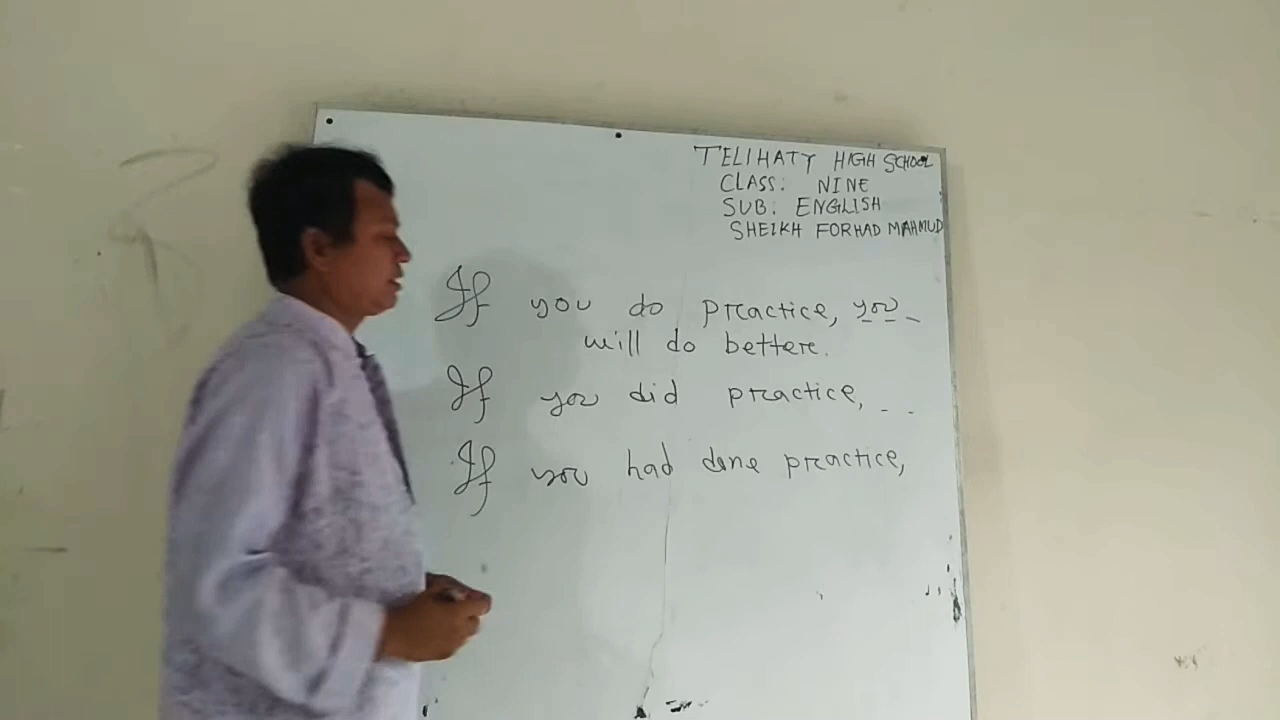 TELIHATY HIGH SCHOOL
CLASS: NINE
SUB: ENGLISH
SHEIKH FORHAD MAHMUD
If you do practice, you _
will do better.
If you did practice, _ _
If you had done practice,